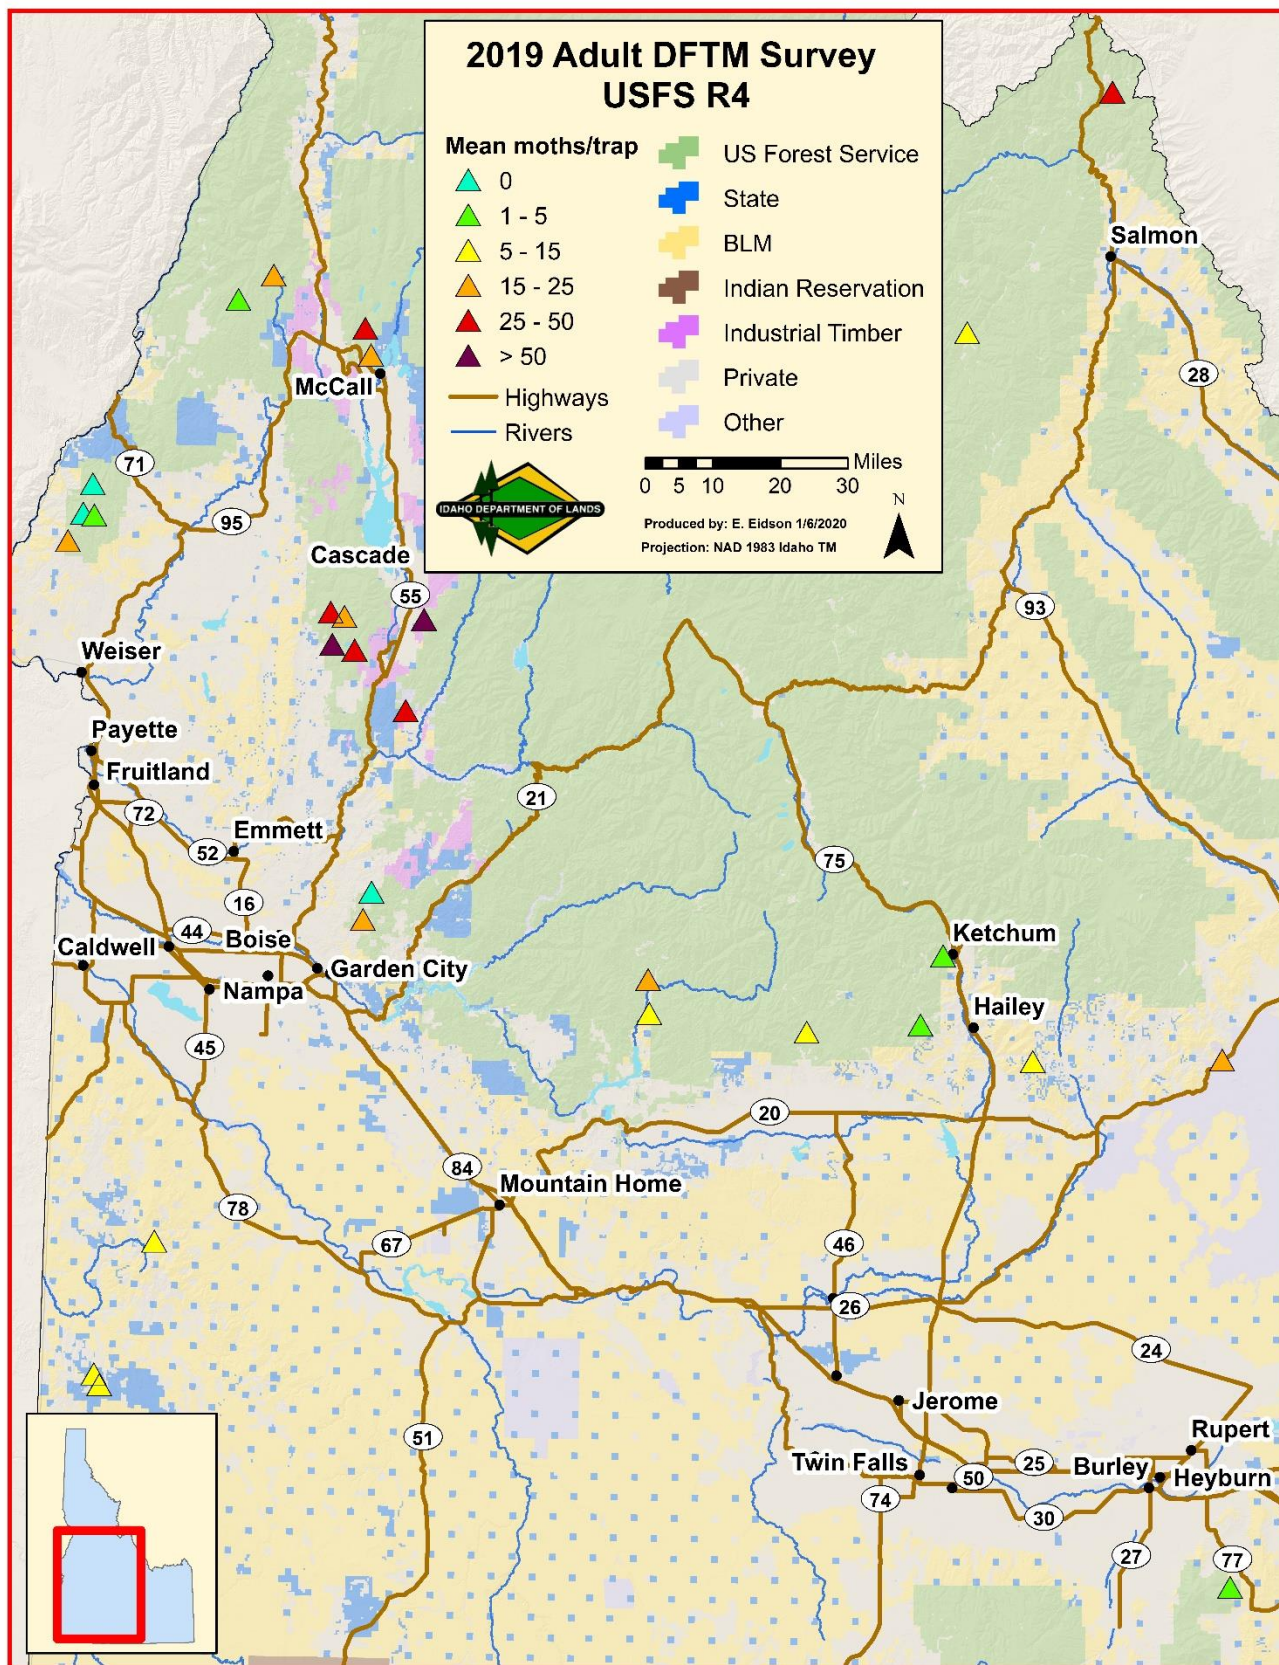 2019 Adult DFTM Survey
USFS R4
Mean moths/trap
0
1 - 5
5 - 15
15 - 25
25 - 50
> 50
Highways
Rivers
US Forest Service
State
BLM
Indian Reservation
Industrial Timber
Private
Other
Miles
0 5 10 20 30
IDAHO DEPARTMENT OF LANDS
Produced by: E. Eidson 1/6/2020
Projection: NAD 1983 Idaho TM
N
Salmon
28
McCall
71
95
Cascade
55
93
Weiser
Payette
Fruitland
72
21
Emmett
52
75
16
44
Boise
Ketchum
Caldwell
Garden City
Nampa
Hailey
45
20
84
Mountain Home
78
67
46
26
24
Jerome
51
Rupert
Twin Falls
25
Burley
50
Heyburn
74
30
27
77